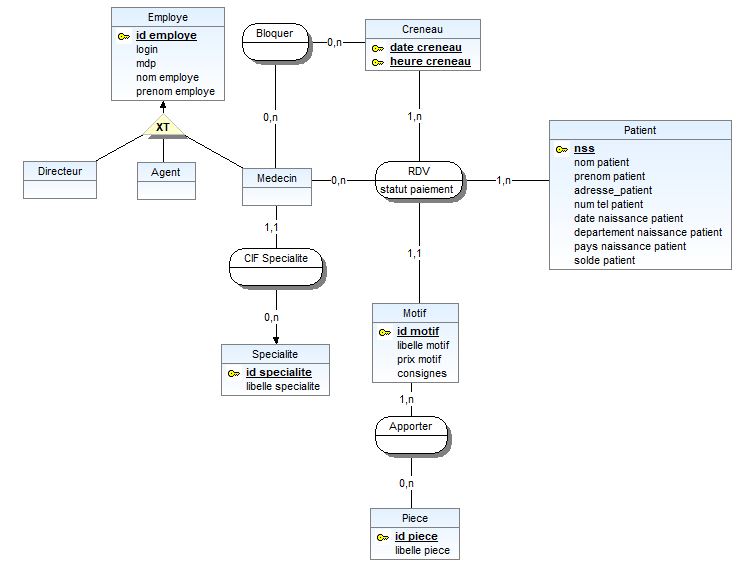 Employe
id employe
login
mdp
nom employe
prenom employe
Bloquer
0,n
Creneau
date creneau
heure creneau
XT
0,n
1,n
Directeur
Agent
Medecin
0,n
RDV
statut paiement
1,n
Patient
nss
nom patient
prenom patient
adresse_patient
num tel patient
date naissance patient
departement naissance patient
pays naissance patient
solde patient
1,1
CIF Specialite
0,n
Specialite
id specialite
libelle specialite
1,1
Motif
id motif
libelle motif
prix motif
consignes
1,n
Apporter
0,n
Piece
id piece
libelle piece